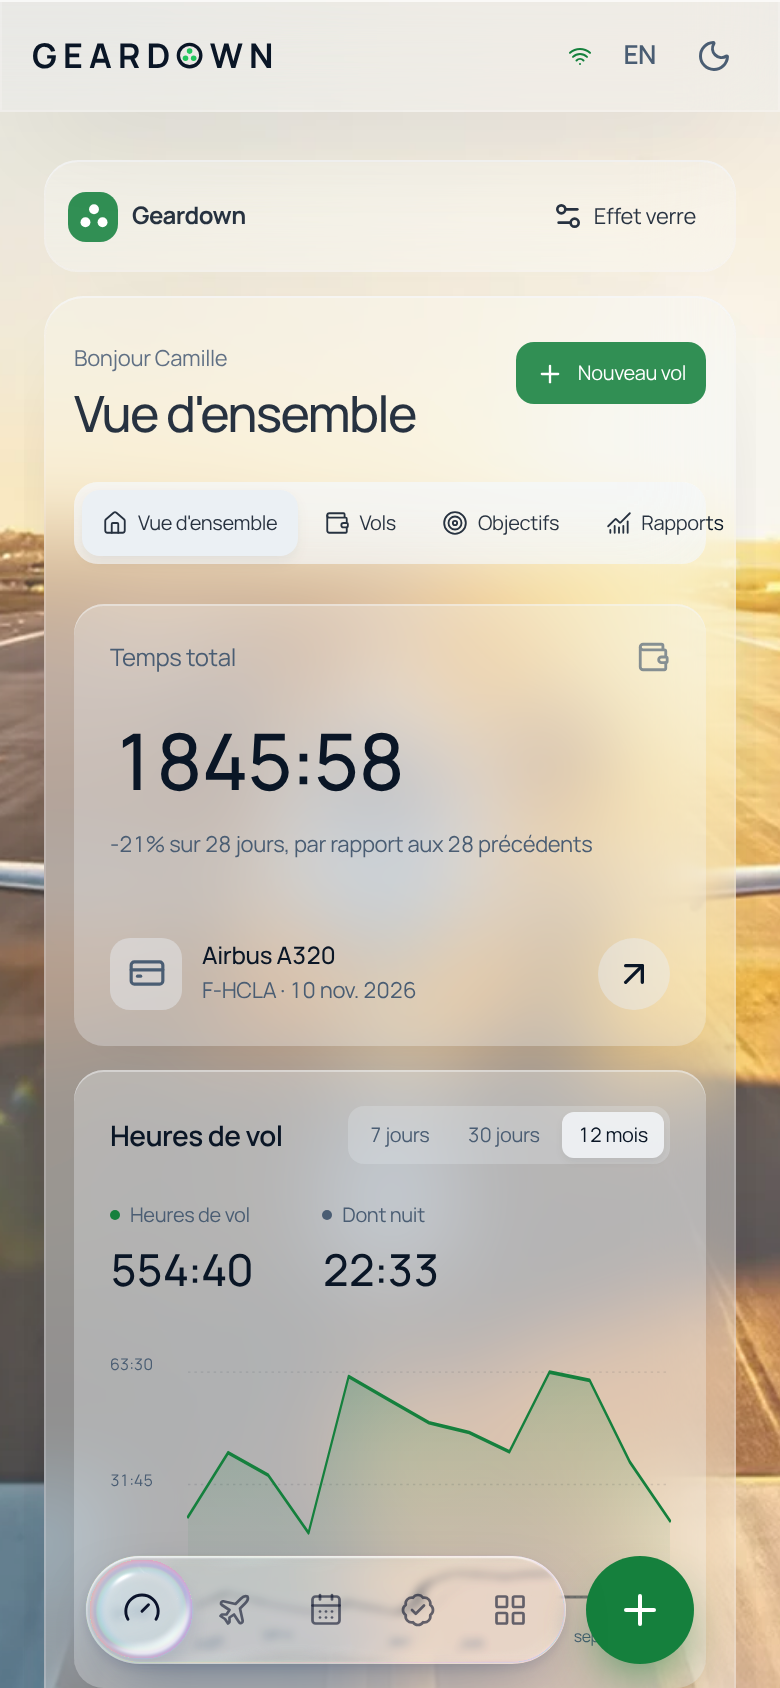 GEARDOWN
EN
Geardown
Effet verre
Bonjour Camille
Vue d'ensemble
Nouveau vol
Vue d'ensemble
Vols
Objectifs
Rapports
Temps total
1845:58
-21% sur 28 jours, par rapport aux 28 précédents
Airbus A320
F-HCLA · 10 nov. 2026
Heures de vol
7 jours
30 jours
12 mois
Heures de vol
Dont nuit
554:40
22:33
63:30
31:45